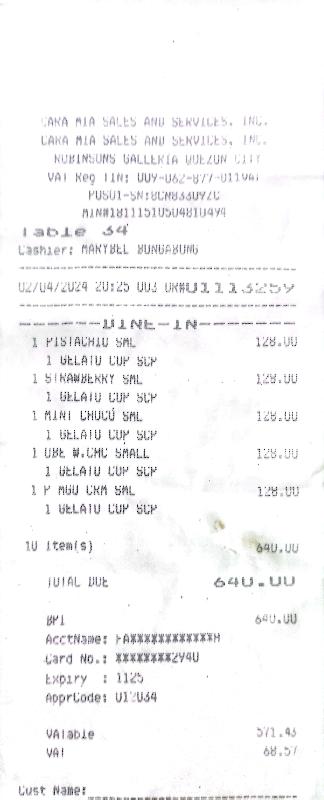 CARA MIA SALES AND SERVICES, INC.
CARA MIA SALES AND SERVICES, INC.
ROBINSONS GALLERIA QUEZON CITY
VAT Reg TIN: 009-062-877-011VAT
POS01-SN:8CN83309ZC
MIN#18111510504810494
Table 34
Cashier: MARYBEL BONGABONG
02/04/2024 20:25 003 OR#01113259
------DINE-IN------
1 PISTACHIO SML 128.00
1 GELATO CUP SCP
1 STRAWBERRY SML 128.00
1 GELATO CUP SCP
1 MINT CHOCO SML 128.00
1 GELATO CUP SCP
1 UBE W.CHC SMALL 128.00
1 GELATO CUP SCP
1 P MGO CRM SML 128.00
1 GELATO CUP SCP
10 Item(s) 640.00
TOTAL DUE 640.00
BPI 640.00
AcctName: FA************H
Card No.: ********2940
Expiry : 1125
ApprCode: 012034
VATable 571.43
VAT 68.57
Cust Name: